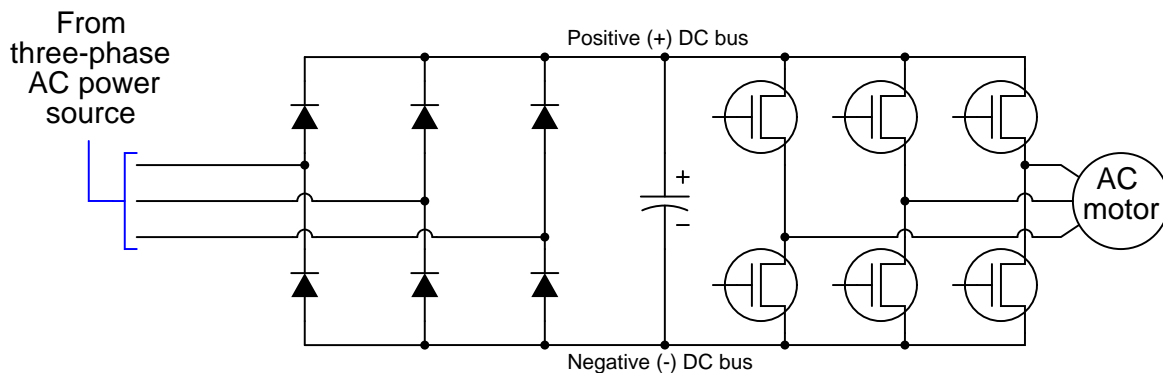 From
three-phase
AC power
source
Positive (+) DC bus
+
−
AC
motor
Negative (-) DC bus